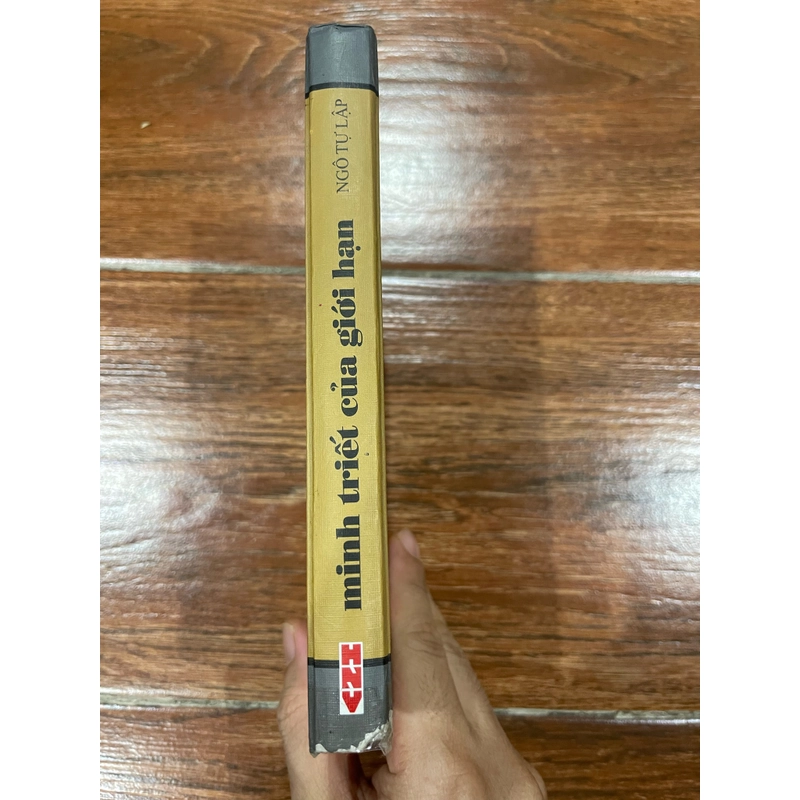 minh triết của giới hạn
NGÔ TỰ LẬP